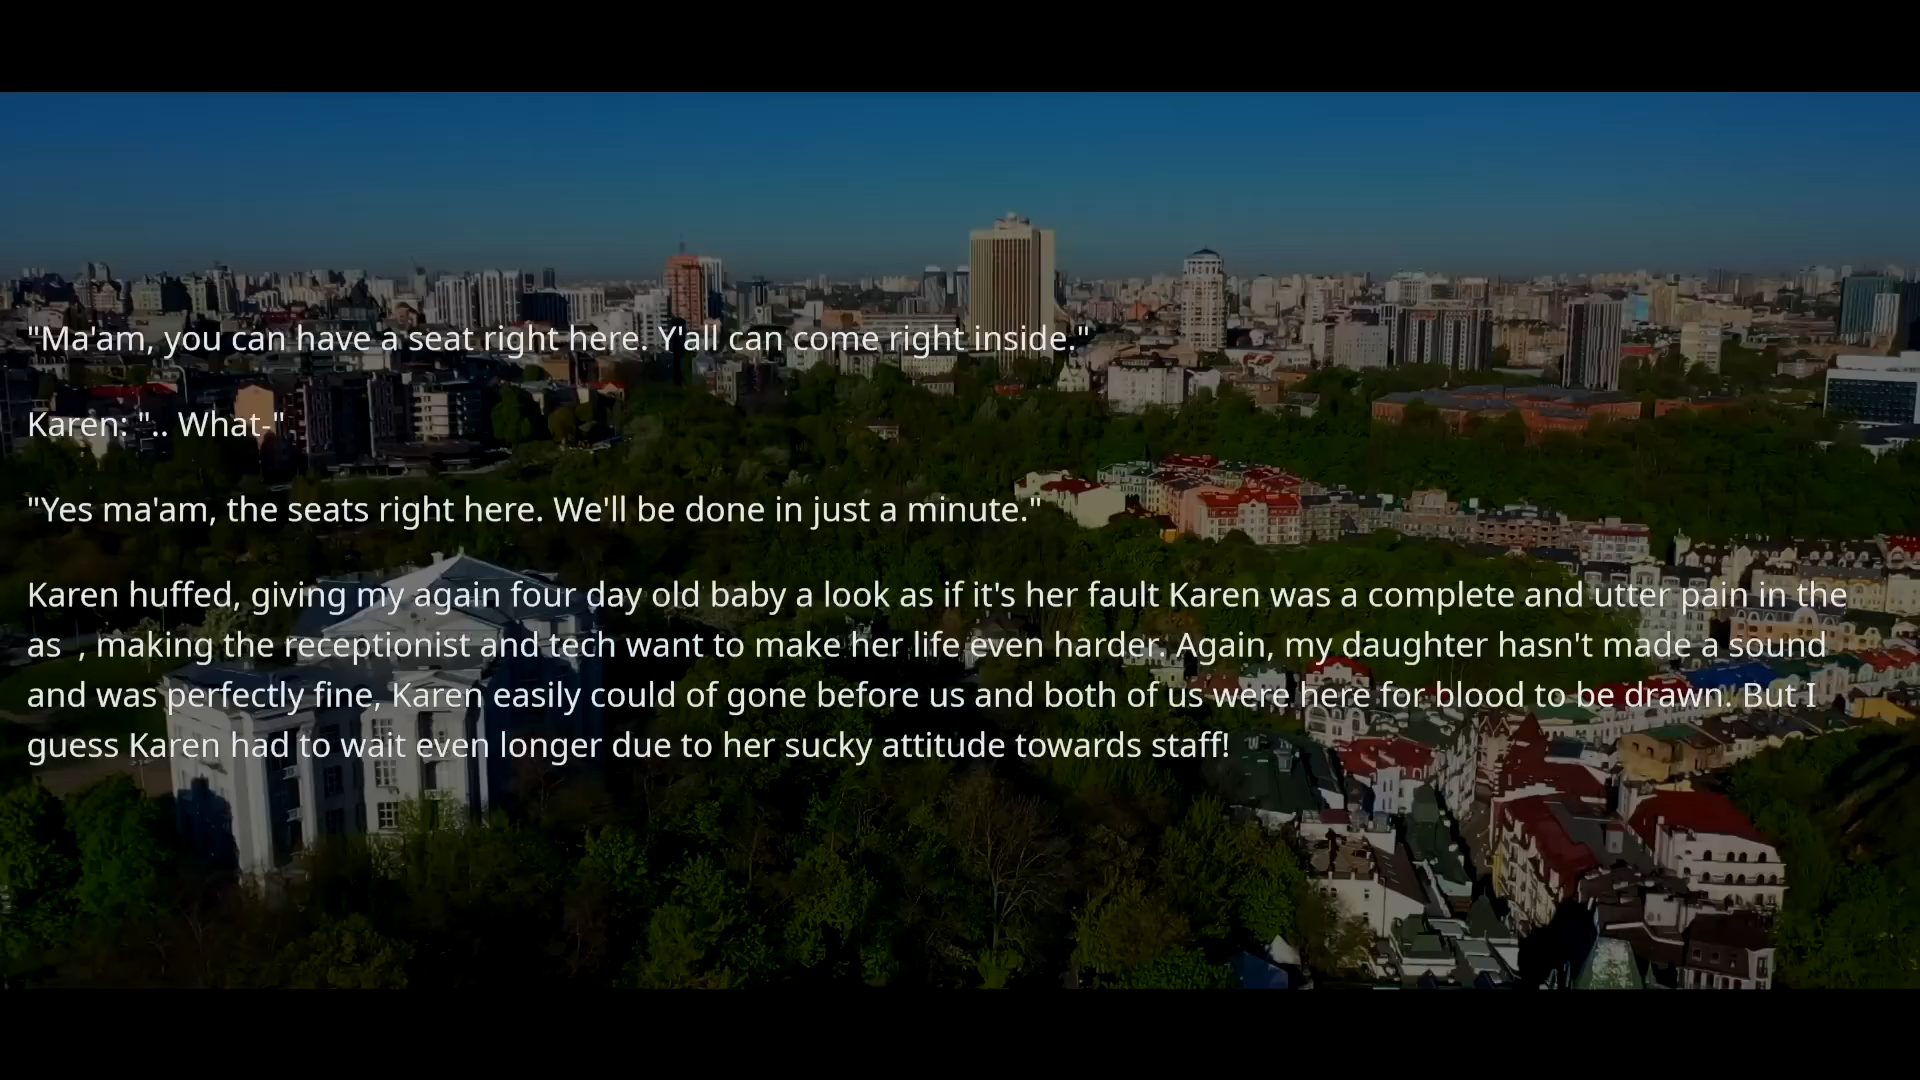 "Ma'am, you can have a seat right here. Y'all can come right inside."
Karen: ".. What-"
"Yes ma'am, the seats right here. We'll be done in just a minute."
Karen huffed, giving my again four day old baby a look as if it's her fault Karen was a complete and utter pain in the
as  , making the receptionist and tech want to make her life even harder. Again, my daughter hasn't made a sound
and was perfectly fine, Karen easily could of gone before us and both of us were here for blood to be drawn. But I
guess Karen had to wait even longer due to her sucky attitude towards staff!